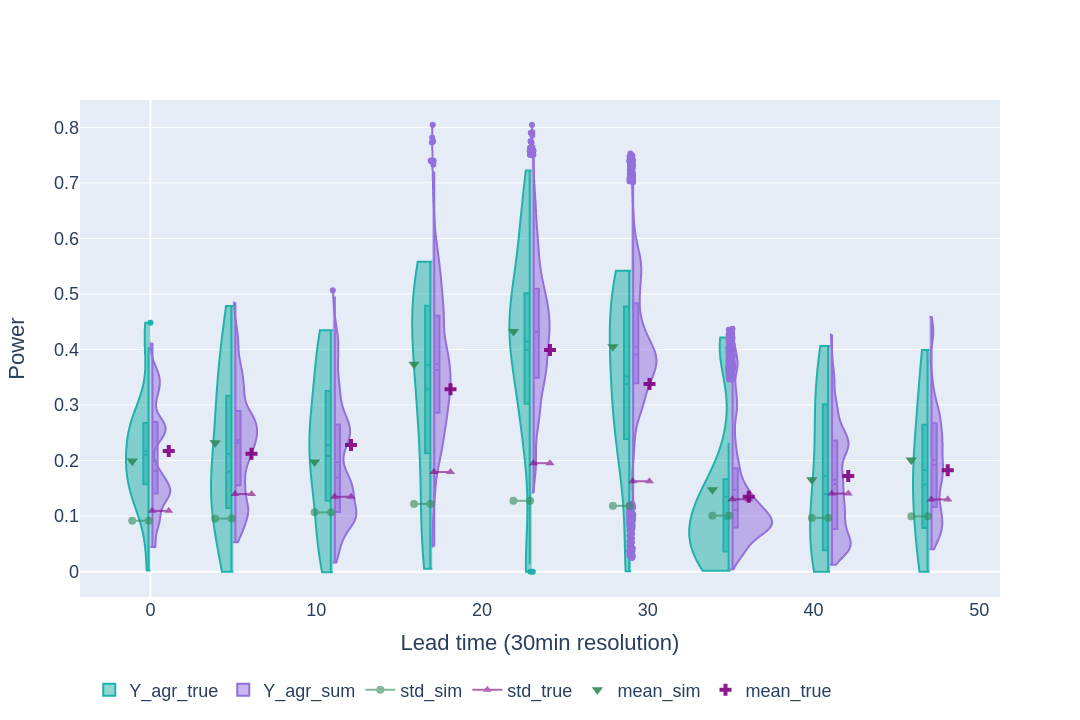 0.8
0.7
0.6
0.5
0.4
0.3
0.2
0.1
0
Power
0 10 20 30 40 50
Lead time (30min resolution)
Y_agr_true Y_agr_sum std_sim std_true mean_sim mean_true